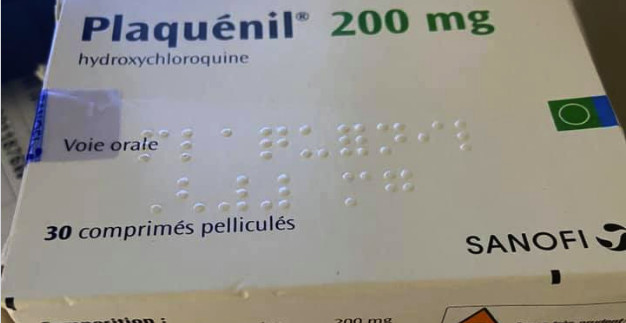 Plaquénil® 200 mg
hydroxychloroquine
Voie orale
30 comprimés pelliculés
SANOFI
200 mg